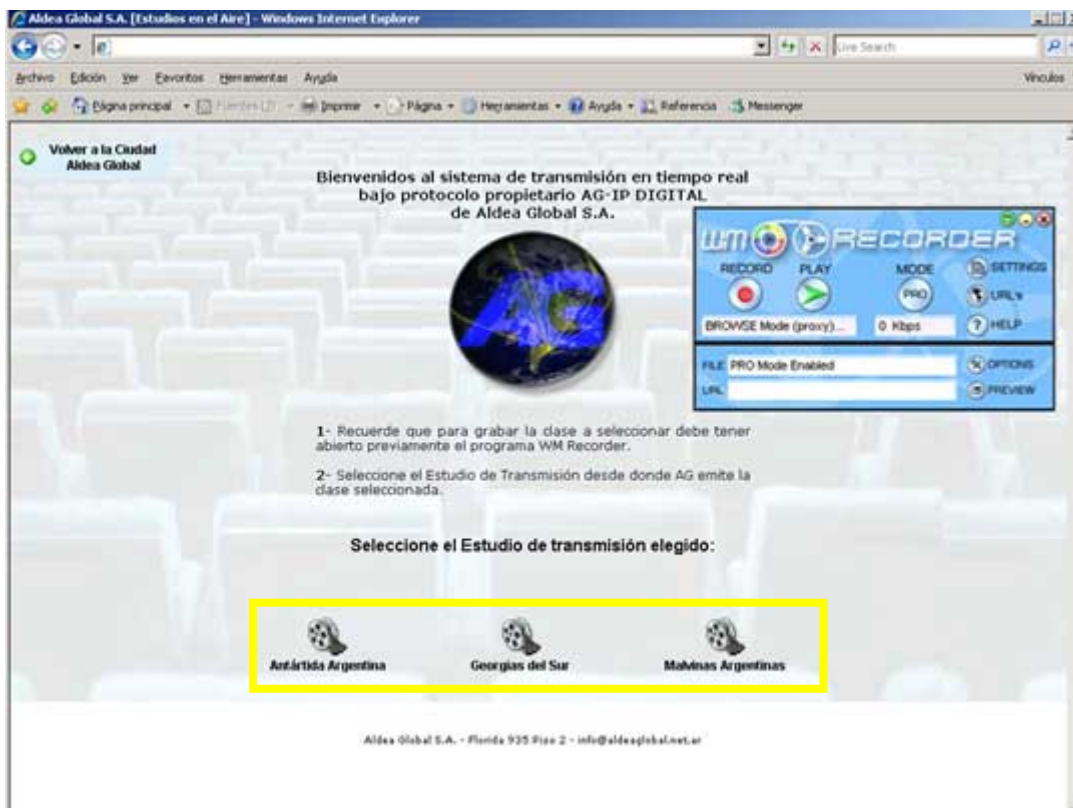 Aldea Global S.A. [Estudios en el Aire] - Windows Internet Explorer
Live Search
Archivo Edición Ver Favoritos Herramientas Ayuda
Vínculos
Página principal Fuentes Imprimir Página Herramientas Ayuda Referencia Messenger
Volver a la Ciudad
Aldea Global
Bienvenidos al sistema de transmisión en tiempo real
bajo protocolo propietario AG-IP DIGITAL
de Aldea Global S.A.
AG
WM RECORDER
RECORD PLAY MODE SETTINGS
PRO URL's
BROWSE Mode (proxy)... 0 Kbps ? HELP
FILE PRO Mode Enabled OPTIONS
URL PREVIEW
1- Recuerde que para grabar la clase a seleccionar debe tener
abierto previamente el programa WM Recorder.
2- Seleccione el Estudio de Transmisión desde donde AG emite la
clase seleccionada.
Seleccione el Estudio de transmisión elegido:
Antártida Argentina Georgias del Sur Malvinas Argentinas
Aldea Global S.A. - Florida 935 Piso 2 - info@aldeaglobal.net.ar